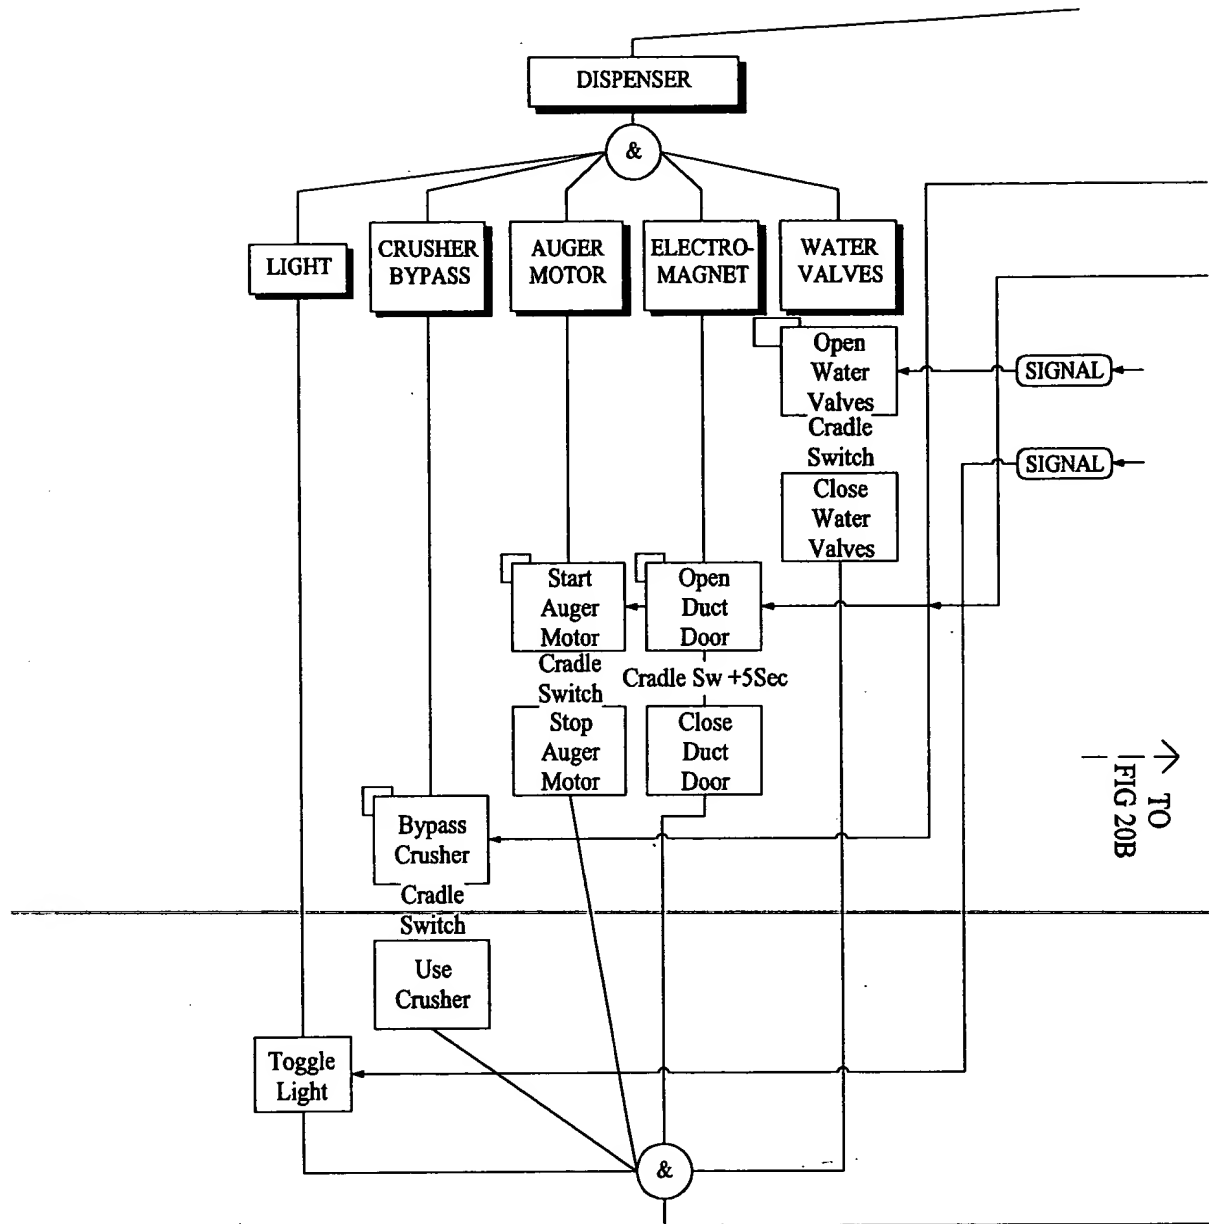 DISPENSER
&
LIGHT
CRUSHER
BYPASS
AUGER
MOTOR
ELECTRO-
MAGNET
WATER
VALVES
Open
Water
Valves
Cradle
Switch
Close
Water
Valves
SIGNAL
SIGNAL
Start
Auger
Motor
Cradle
Switch
Stop
Auger
Motor
Open
Duct
Door
Cradle Sw +5Sec
Close
Duct
Door
TO
FIG 20B
Bypass
Crusher
Cradle
Switch
Use
Crusher
Toggle
Light
&